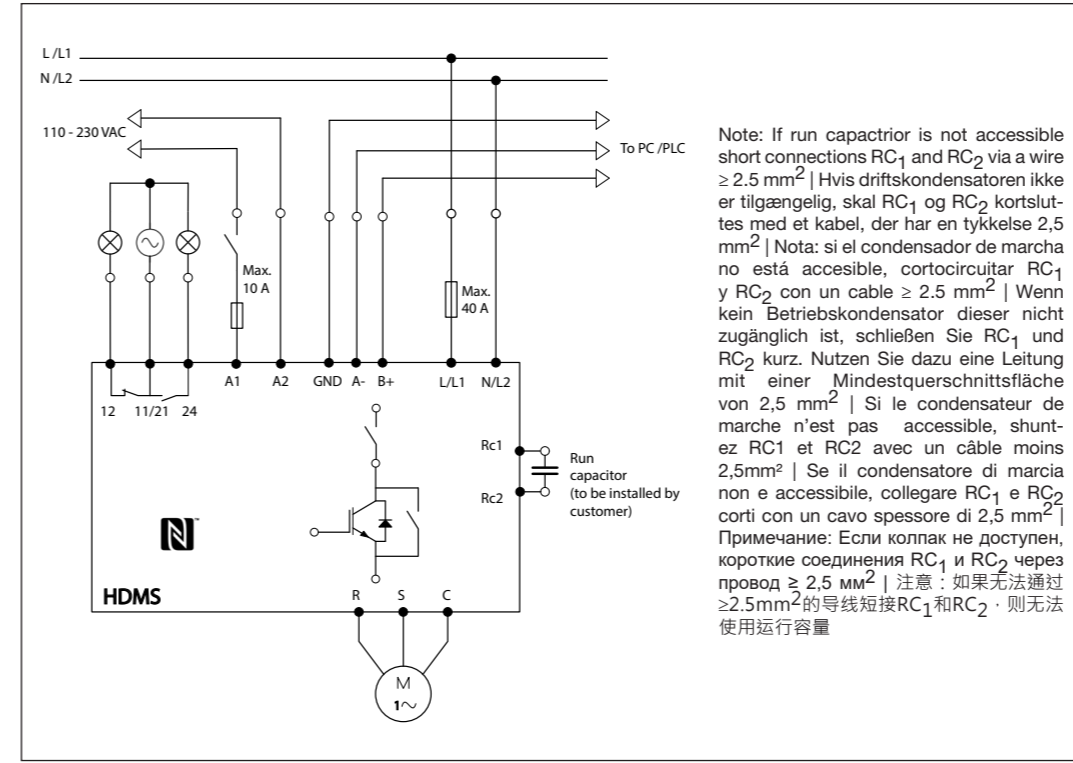 L /L1
N /L2
110 - 230 VAC
To PC /PLC
Max.
10 A
Max.
40 A
A1 A2 GND A- B+ L/L1 N/L2
12 11/21 24
Rc1
Rc2
Run
capacitor
(to be installed by
customer)
N™
HDMS
R S C
M
1~
Note: If run capactrior is not accessible
short connections RC1 and RC2 via a wire
≥ 2.5 mm2 | Hvis driftskondensatoren ikke
er tilgængelig, skal RC1 og RC2 kortslut-
tes med et kabel, der har en tykkelse 2,5
mm2 | Nota: si el condensador de marcha
no está accesible, cortocircuitar RC1
y RC2 con un cable ≥ 2.5 mm2 | Wenn
kein Betriebskondensator dieser nicht
zugänglich ist, schließen Sie RC1 und
RC2 kurz. Nutzen Sie dazu eine Leitung
mit einer Mindestquerschnittsfläche
von 2,5 mm2 | Si le condensateur de
marche n'est pas accessible, shunt-
ez RC1 et RC2 avec un câble moins
2,5mm² | Se il condensatore di marcia
non e accessibile, collegare RC1 e RC2
corti con un cavo spessore di 2,5 mm2 |
Примечание: Если колпак не доступен,
короткие соединения RC1 и RC2 через
провод ≥ 2,5 мм2 | 注意：如果无法通过
≥2.5mm2的导线短接RC1和RC2，则无法
使用运行容量